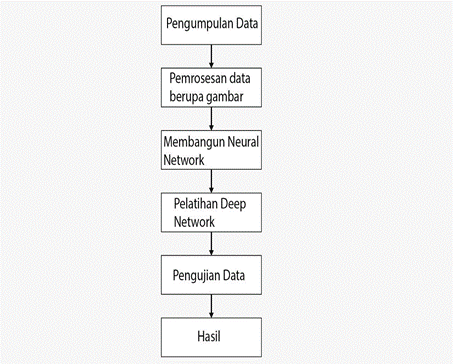 Pengumpulan Data
Pemrosesan data
berupa gambar
Membangun Neural
Network
Pelatihan Deep
Network
Pengujian Data
Hasil